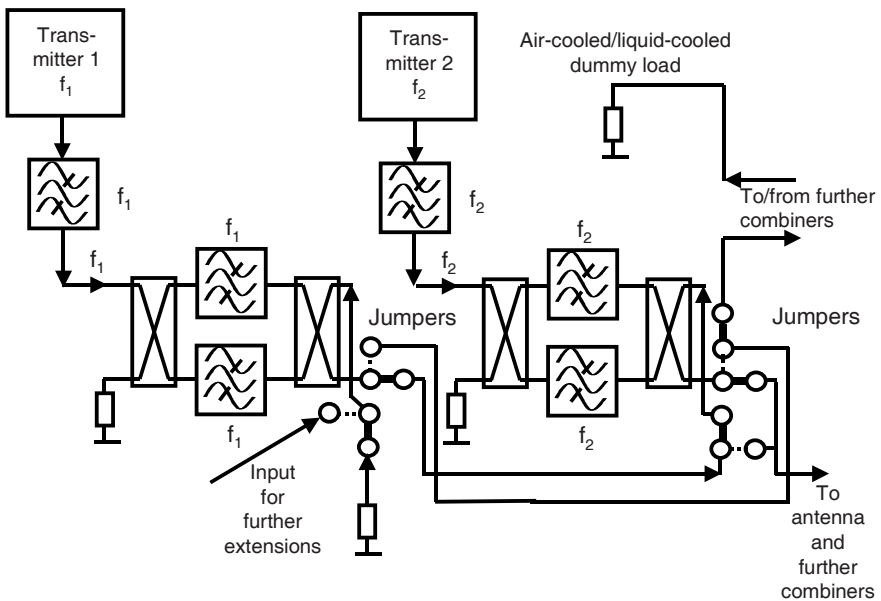 Trans-
mitter 1
f₁
Trans-
mitter 2
f₂
Air-cooled/liquid-cooled
dummy load
f₁
f₂
To/from further
combiners
f₁
f₁
f₂
f₂
Jumpers
Jumpers
f₁
f₂
Input
for
further
extensions
To
antenna
and
further
combiners